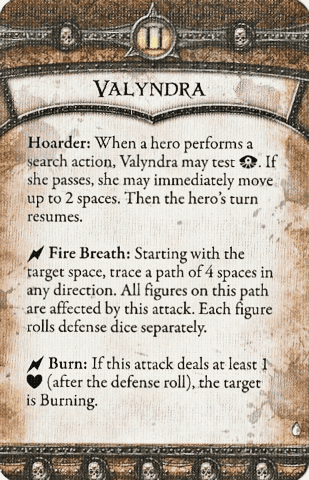 II
VALYNDRA
Hoarder: When a hero performs a
search action, Valyndra may test. If
she passes, she may immediately move
up to 2 spaces. Then the hero's turn
resumes.
Fire Breath: Starting with the
target space, trace a path of 4 spaces in
any direction. All figures on this path
are affected by this attack. Each figure
rolls defense dice separately.
Burn: If this attack deals at least 1
(after the defense roll), the target
is Burning.